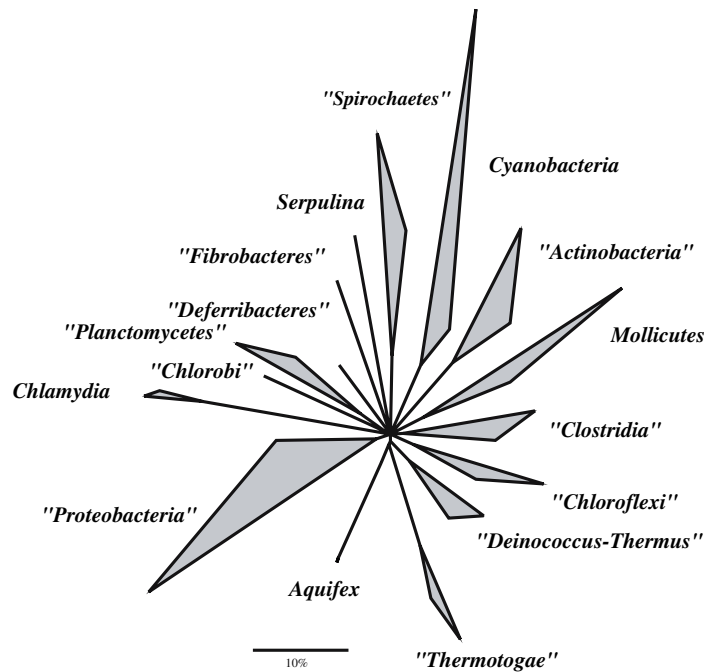 "Spirochaetes"
Cyanobacteria
Serpulina
"Actinobacteria"
"Fibrobacteres"
"Deferribacteres"
"Planctomycetes"
Mollicutes
"Chlorobi"
Chlamydia
"Clostridia"
"Chloroflexi"
"Proteobacteria"
"Deinococcus-Thermus"
Aquifex
"Thermotogae"
10%